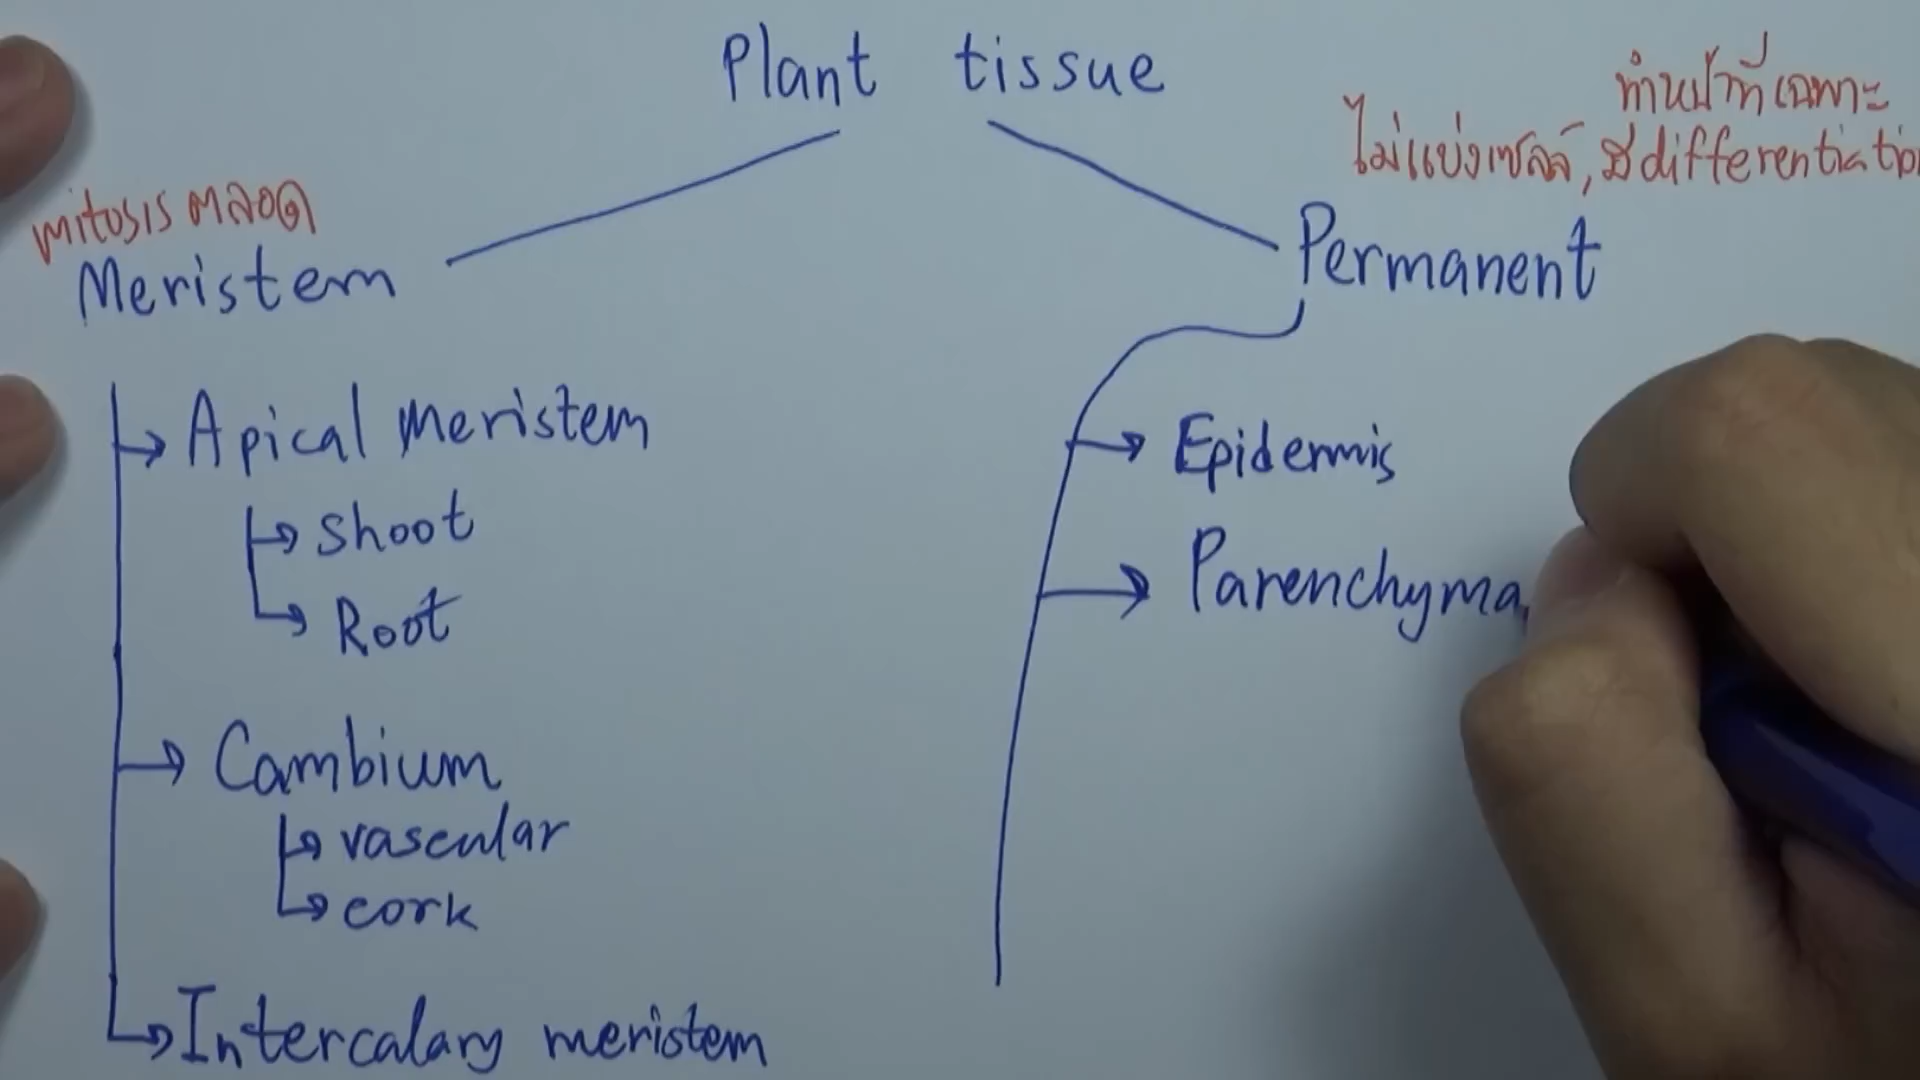 Plant tissue
ทำหน้าที่เฉพาะ
ไม่แบ่งเซลล์, มี differentiation
mitosis ตลอด
Meristem
Permanent
Apical meristem
shoot
Root
Cambium
vascular
cork
Intercalary meristem
Epidermis
Parenchyma